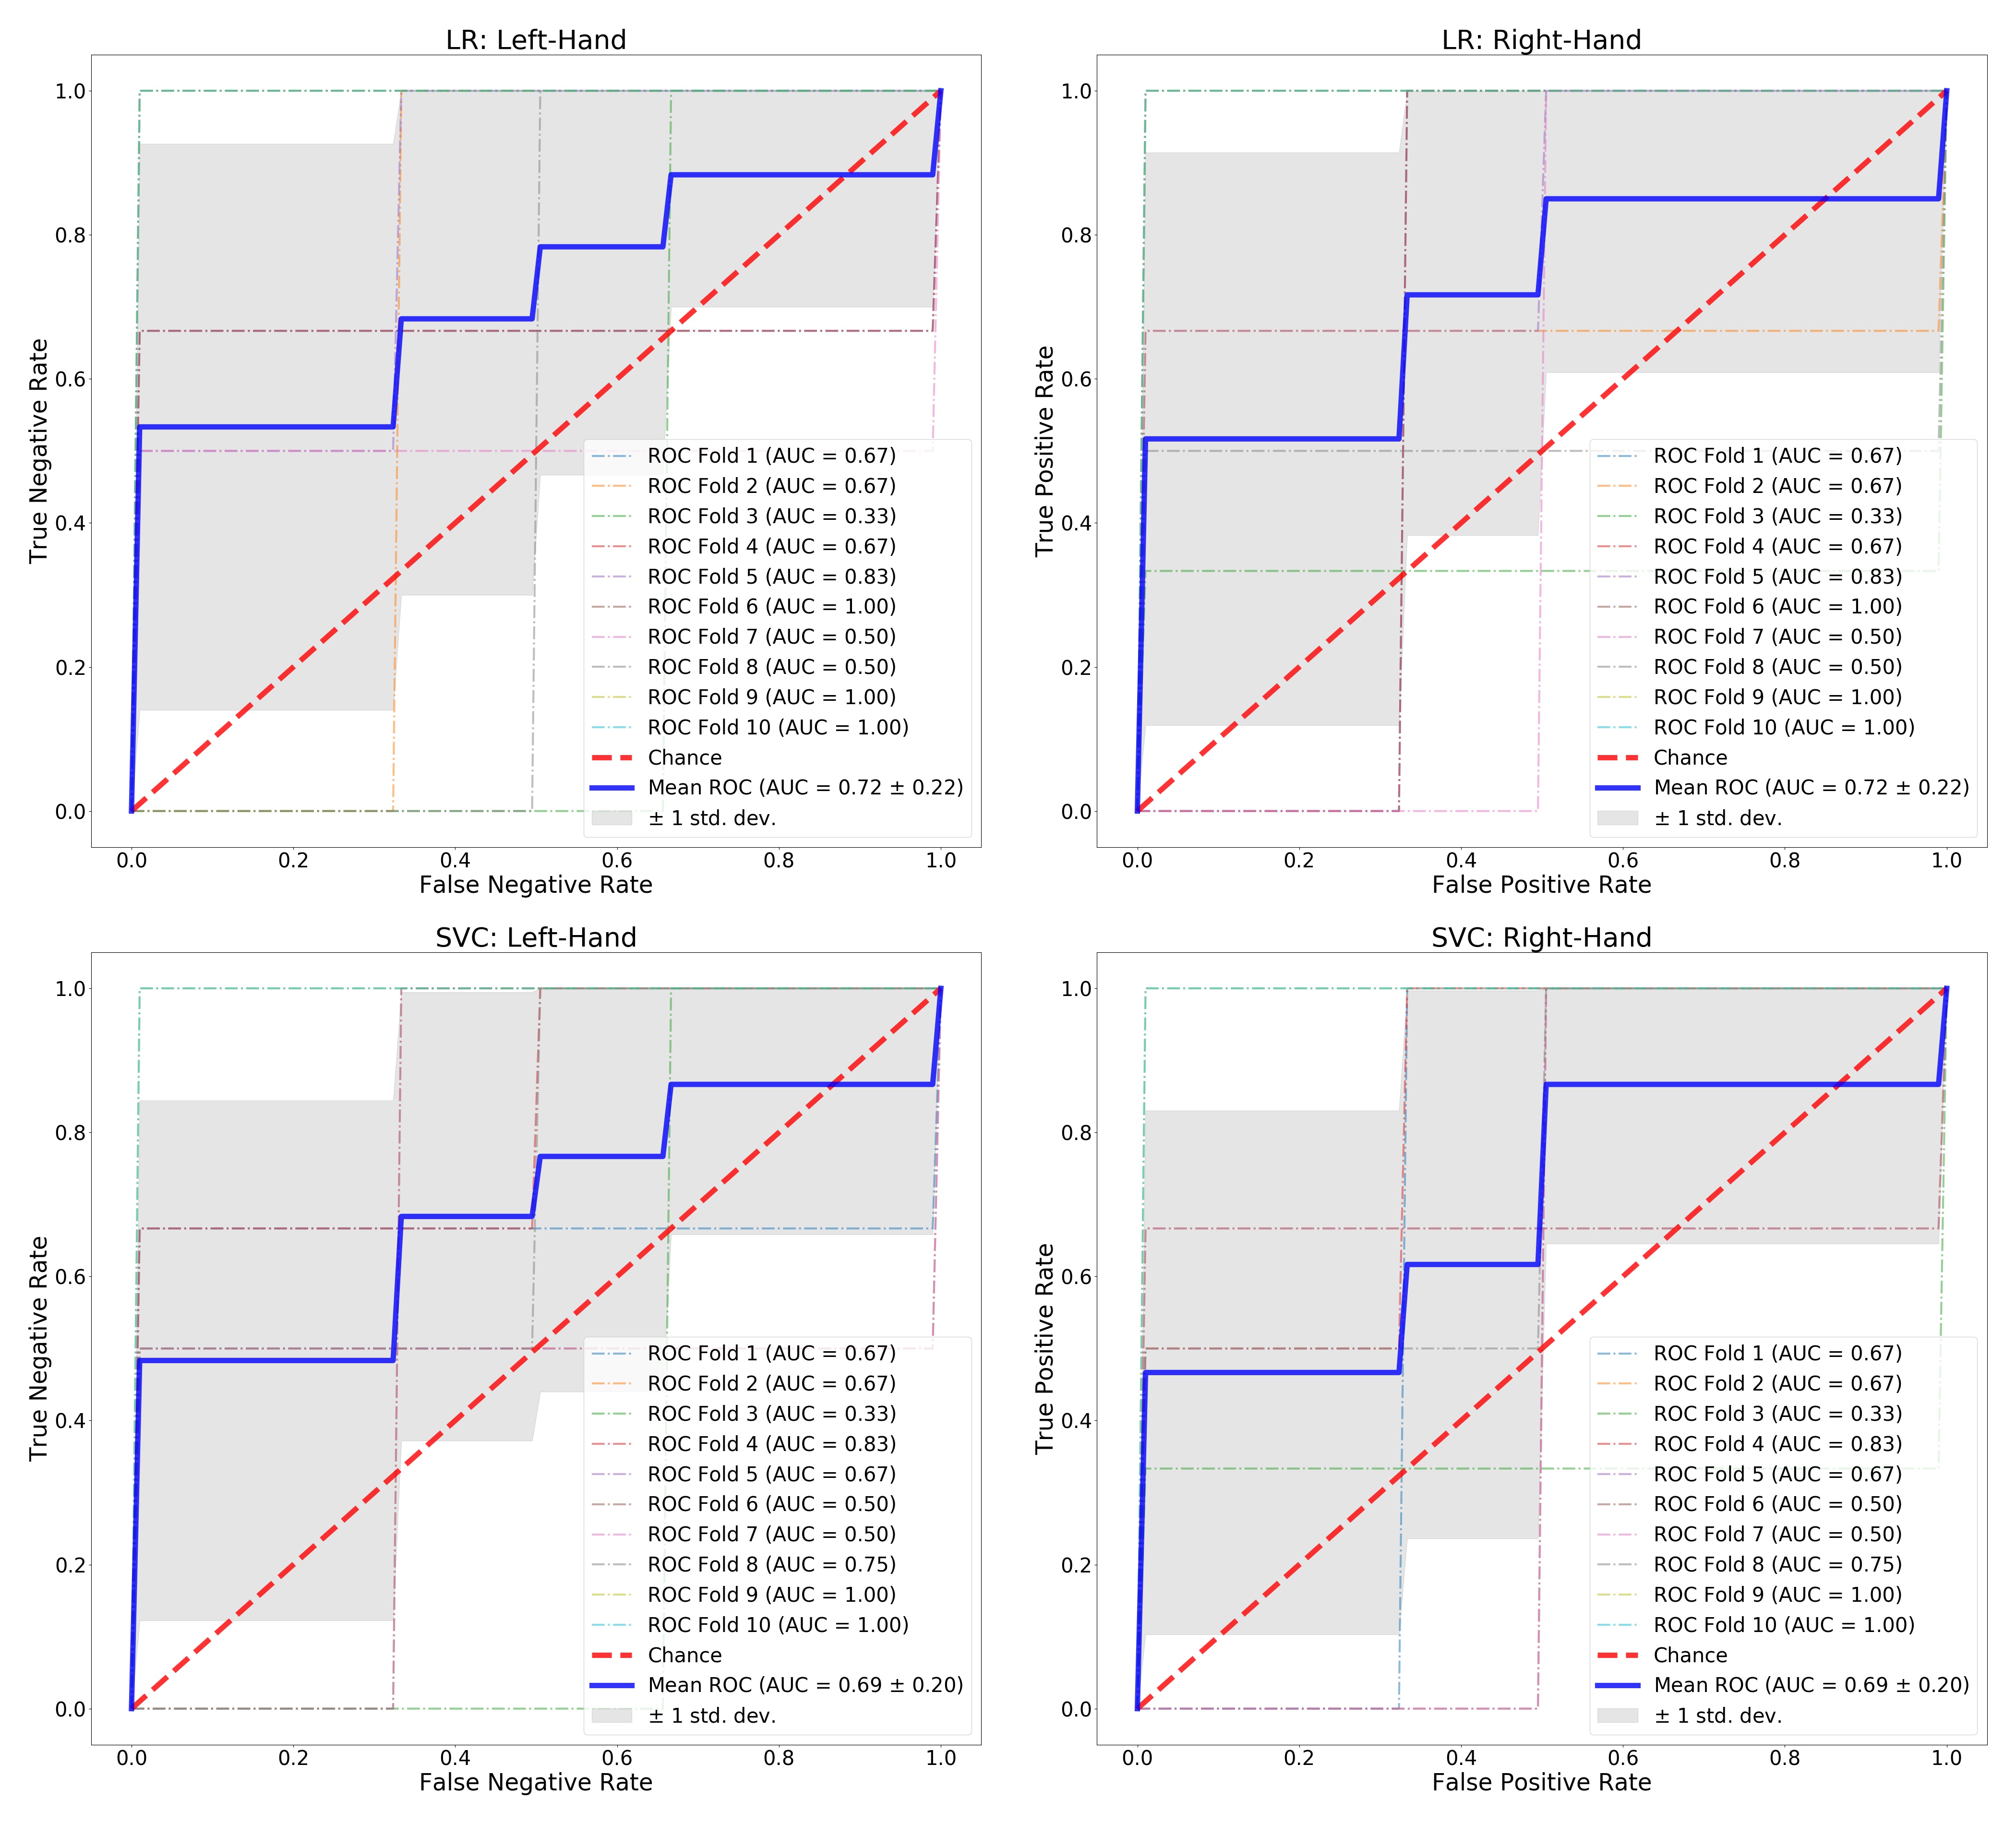 LR: Left-Hand
True Negative Rate
1.0
0.8
0.6
0.4
0.2
0.0
ROC Fold 1 (AUC = 0.67)
ROC Fold 2 (AUC = 0.67)
ROC Fold 3 (AUC = 0.33)
ROC Fold 4 (AUC = 0.67)
ROC Fold 5 (AUC = 0.83)
ROC Fold 6 (AUC = 1.00)
ROC Fold 7 (AUC = 0.50)
ROC Fold 8 (AUC = 0.50)
ROC Fold 9 (AUC = 1.00)
ROC Fold 10 (AUC = 1.00)
Chance
Mean ROC (AUC = 0.72 ± 0.22)
± 1 std. dev.
0.0 0.2 0.4 0.6 0.8 1.0
False Negative Rate
LR: Right-Hand
True Positive Rate
1.0
0.8
0.6
0.4
0.2
0.0
ROC Fold 1 (AUC = 0.67)
ROC Fold 2 (AUC = 0.67)
ROC Fold 3 (AUC = 0.33)
ROC Fold 4 (AUC = 0.67)
ROC Fold 5 (AUC = 0.83)
ROC Fold 6 (AUC = 1.00)
ROC Fold 7 (AUC = 0.50)
ROC Fold 8 (AUC = 0.50)
ROC Fold 9 (AUC = 1.00)
ROC Fold 10 (AUC = 1.00)
Chance
Mean ROC (AUC = 0.72 ± 0.22)
± 1 std. dev.
0.0 0.2 0.4 0.6 0.8 1.0
False Positive Rate
SVC: Left-Hand
True Negative Rate
1.0
0.8
0.6
0.4
0.2
0.0
ROC Fold 1 (AUC = 0.67)
ROC Fold 2 (AUC = 0.67)
ROC Fold 3 (AUC = 0.33)
ROC Fold 4 (AUC = 0.83)
ROC Fold 5 (AUC = 0.67)
ROC Fold 6 (AUC = 0.50)
ROC Fold 7 (AUC = 0.50)
ROC Fold 8 (AUC = 0.75)
ROC Fold 9 (AUC = 1.00)
ROC Fold 10 (AUC = 1.00)
Chance
Mean ROC (AUC = 0.69 ± 0.20)
± 1 std. dev.
0.0 0.2 0.4 0.6 0.8 1.0
False Negative Rate
SVC: Right-Hand
True Positive Rate
1.0
0.8
0.6
0.4
0.2
0.0
ROC Fold 1 (AUC = 0.67)
ROC Fold 2 (AUC = 0.67)
ROC Fold 3 (AUC = 0.33)
ROC Fold 4 (AUC = 0.83)
ROC Fold 5 (AUC = 0.67)
ROC Fold 6 (AUC = 0.50)
ROC Fold 7 (AUC = 0.50)
ROC Fold 8 (AUC = 0.75)
ROC Fold 9 (AUC = 1.00)
ROC Fold 10 (AUC = 1.00)
Chance
Mean ROC (AUC = 0.69 ± 0.20)
± 1 std. dev.
0.0 0.2 0.4 0.6 0.8 1.0
False Positive Rate